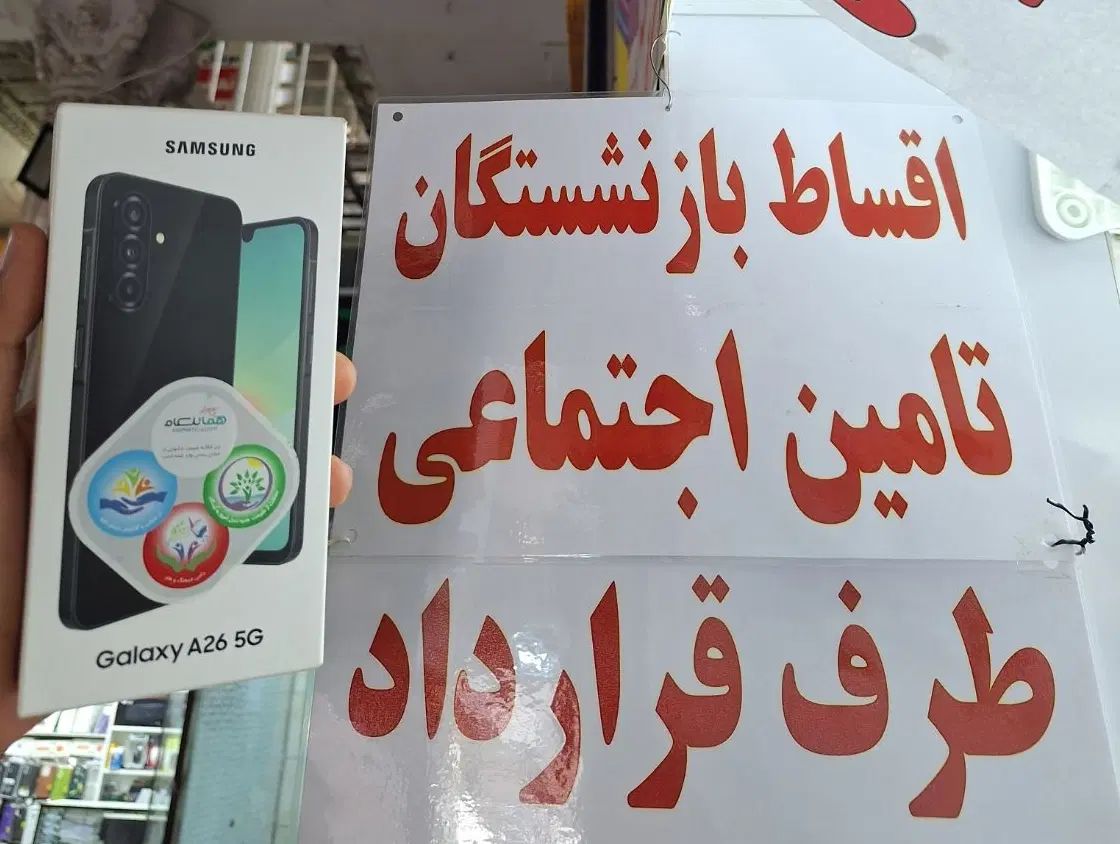 SAMSUNG
Galaxy A26 5G
اقساط بازنشستگان
تامین اجتماعی
طرف قرارداد